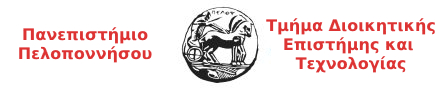 Πανεπιστήμιο
Πελοποννήσου
Τμήμα Διοικητικής
Επιστήμης και
Τεχνολογίας